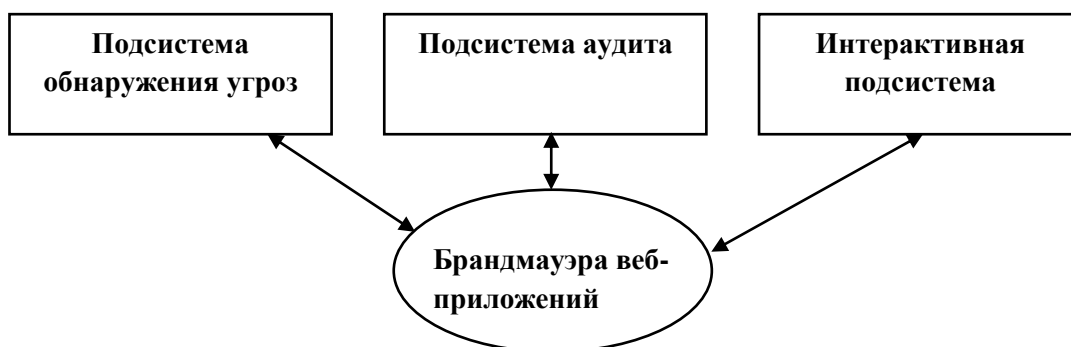 Подсистема
обнаружения угроз
Подсистема аудита
Интерактивная
подсистема
Брандмауэра веб-
приложений